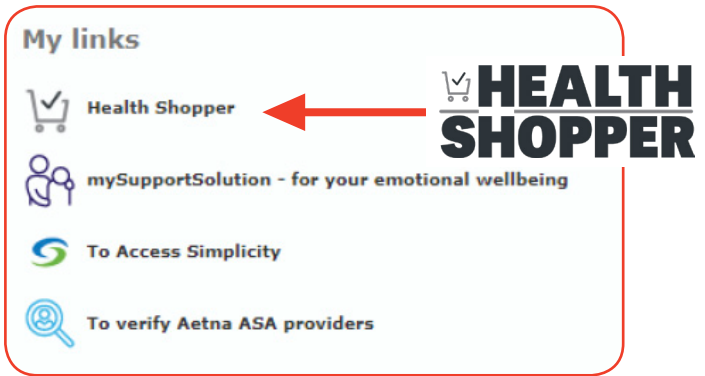 My links
Health Shopper
HEALTH
SHOPPER
mySupportSolution - for your emotional wellbeing
To Access Simplicity
To verify Aetna ASA providers